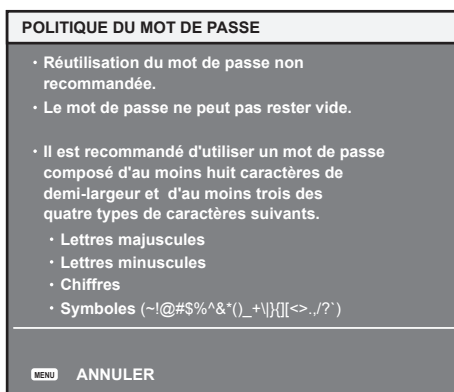 POLITIQUE DU MOT DE PASSE
・Réutilisation du mot de passe non
recommandée.
・Le mot de passe ne peut pas rester vide.
・Il est recommandé d'utiliser un mot de passe
composé d'au moins huit caractères de
demi-largeur et d'au moins trois des
quatre types de caractères suivants.
・Lettres majuscules
・Lettres minuscules
・Chiffres
・Symboles (~!@#$%^&*()_+\|}{][<>.,/?`)
MENU ANNULER